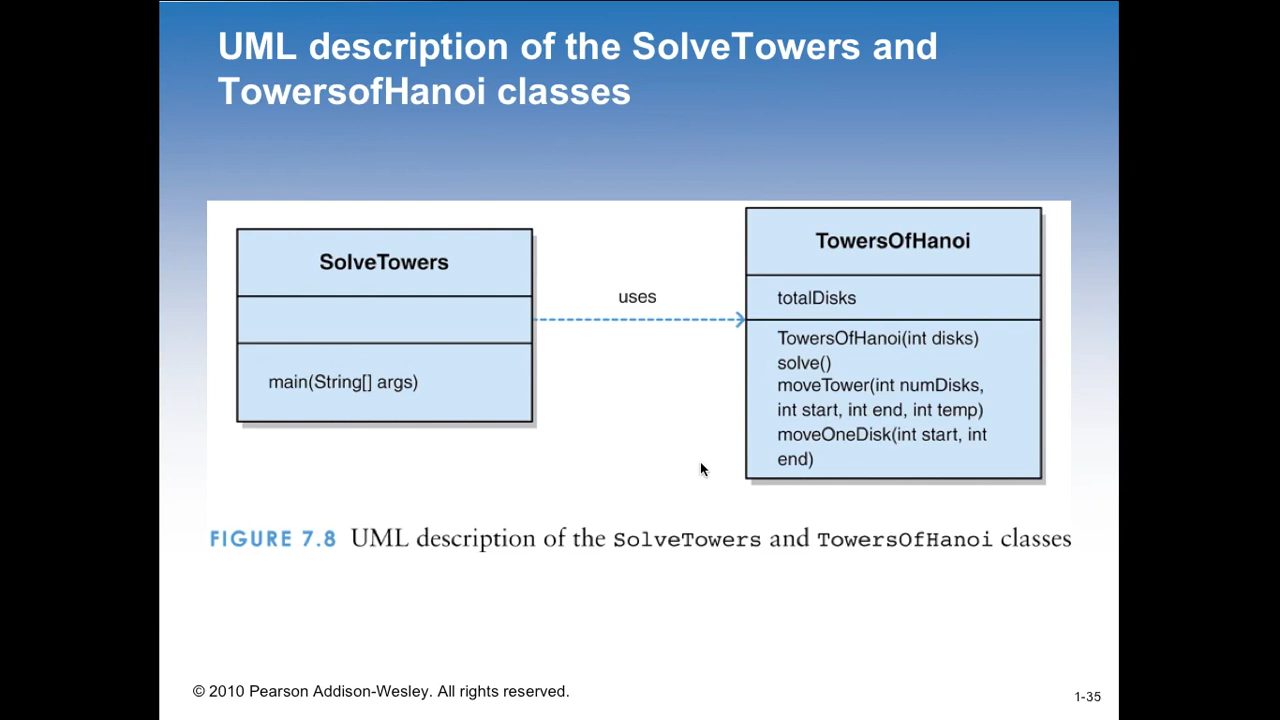 UML description of the SolveTowers and
TowersofHanoi classes
SolveTowers
main(String[] args)
uses
TowersOfHanoi
totalDisks
TowersOfHanoi(int disks)
solve()
moveTower(int numDisks,
int start, int end, int temp)
moveOneDisk(int start, int
end)
FIGURE 7.8 UML description of the SolveTowers and TowersOfHanoi classes
© 2010 Pearson Addison-Wesley. All rights reserved.
1-35